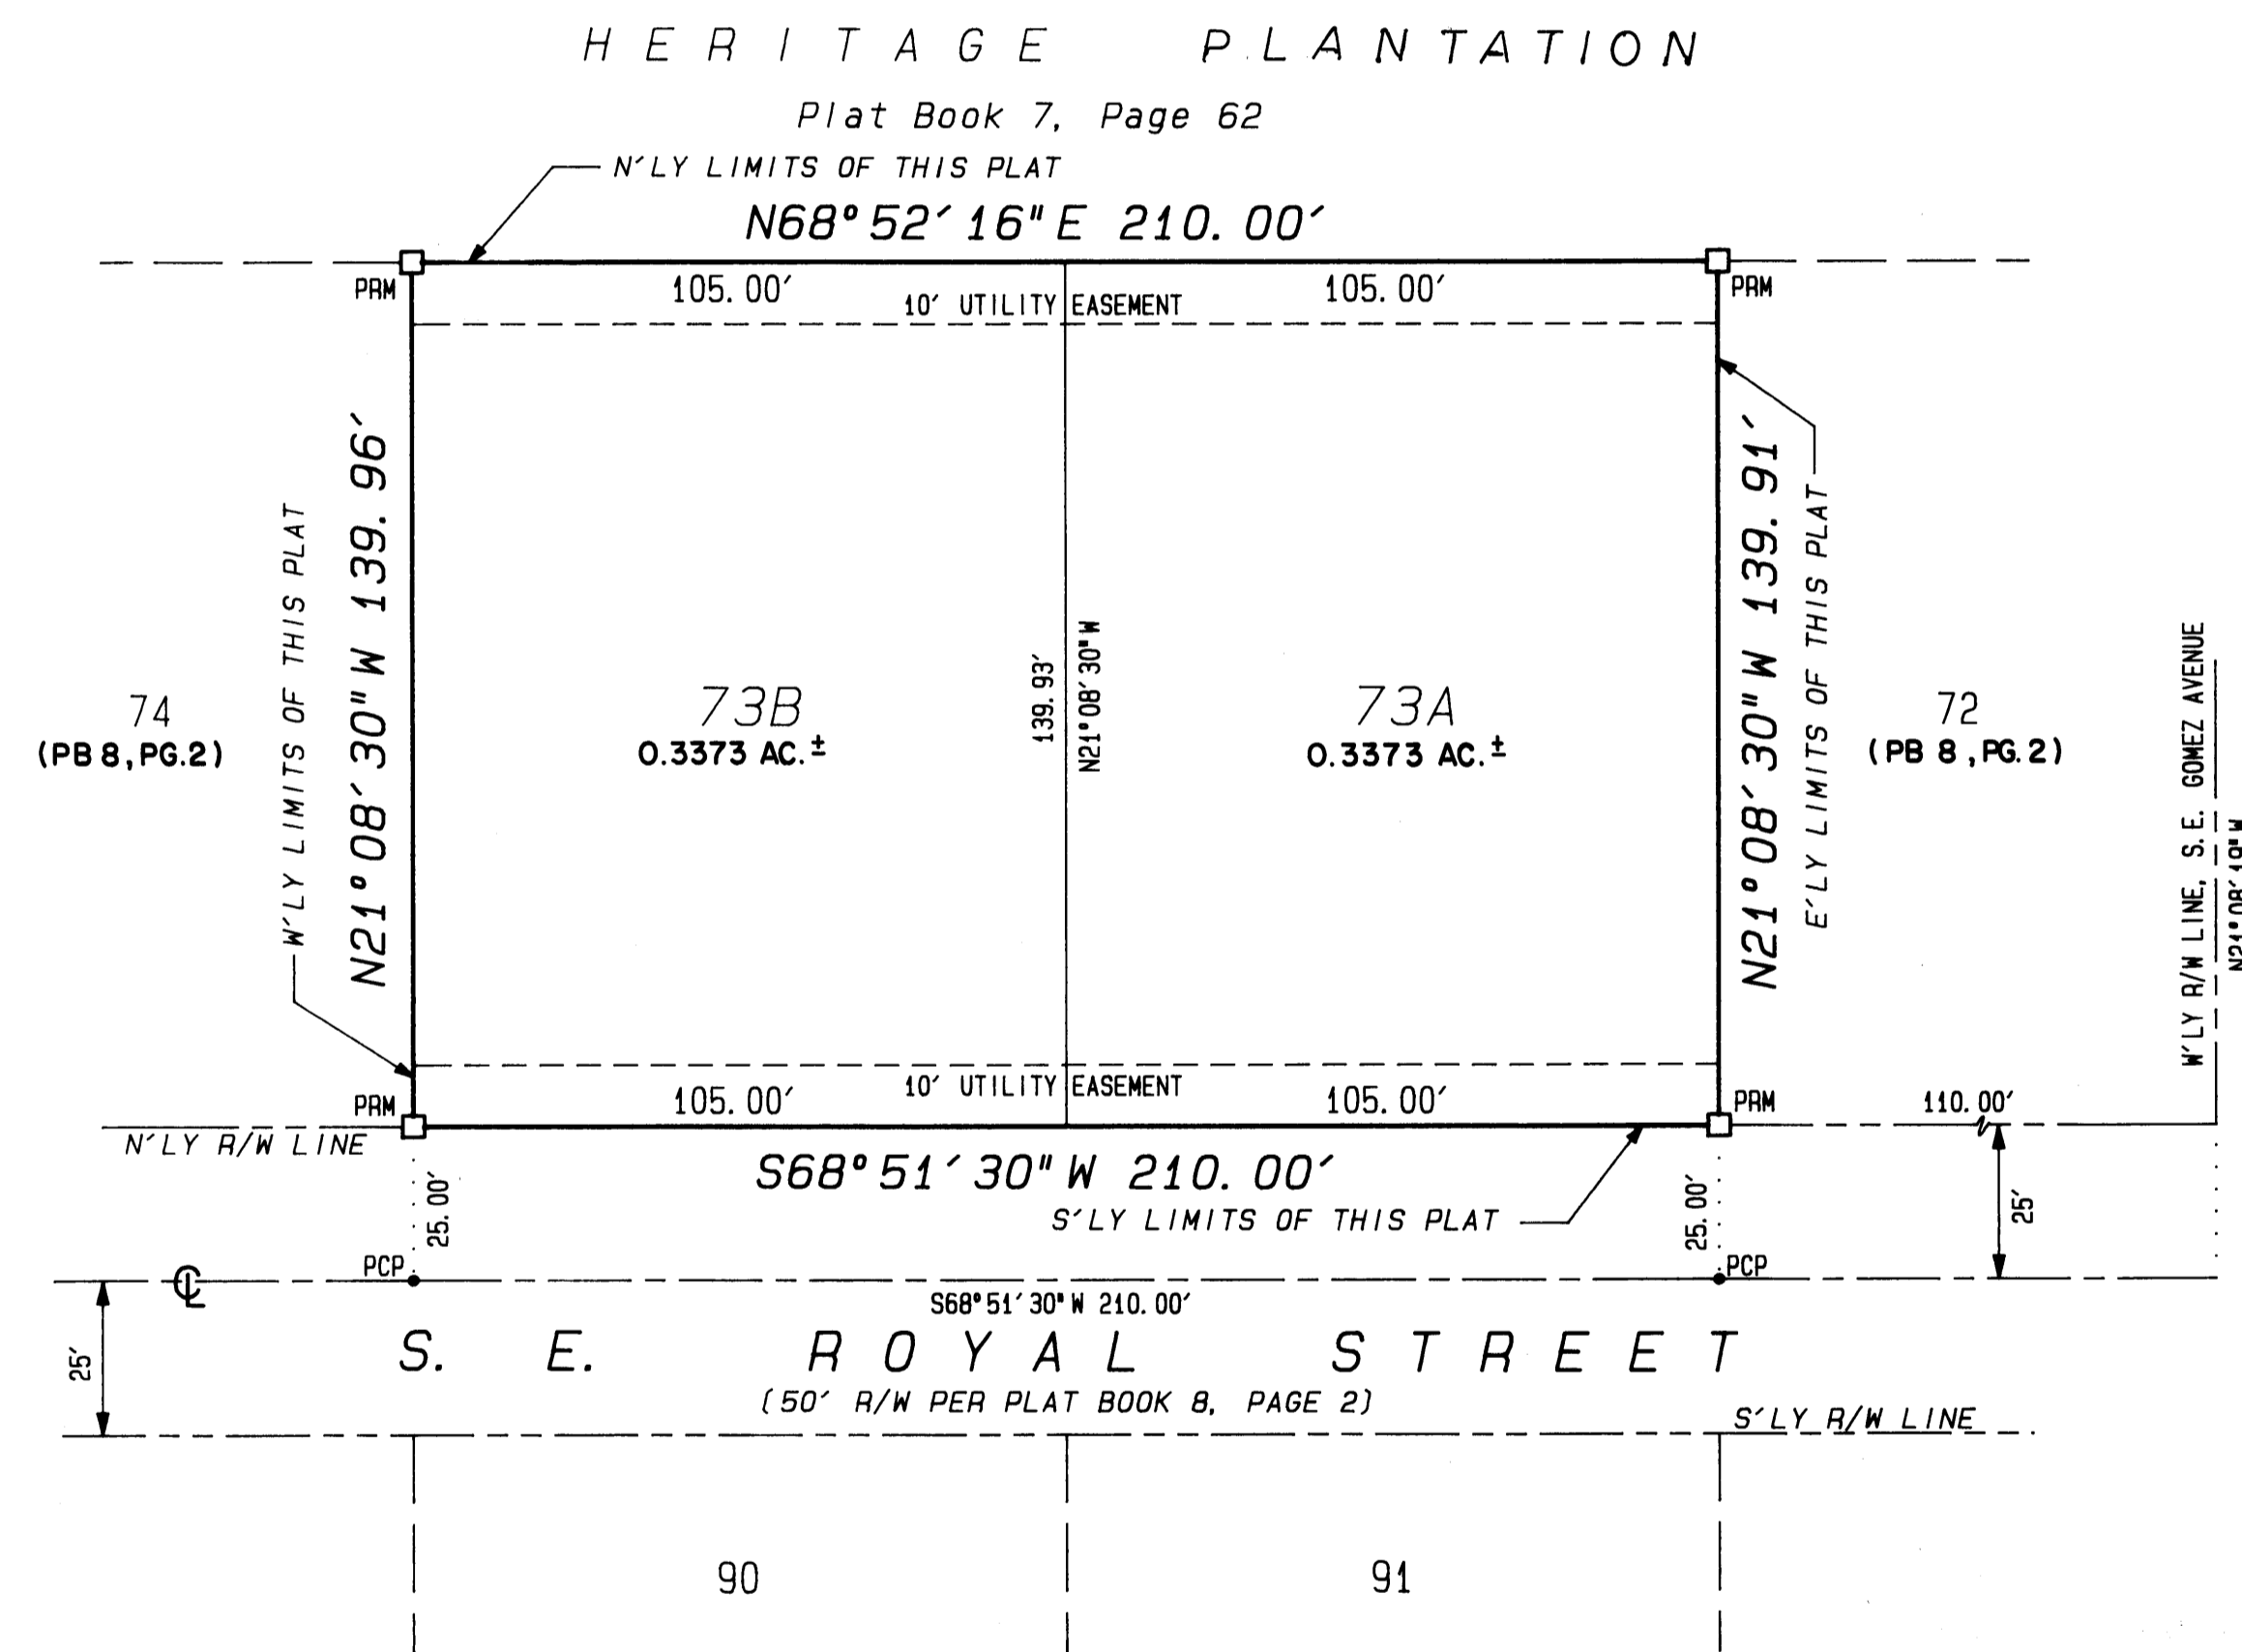 HERITAGE PLANTATION
Plat Book 7, Page 62
N'LY LIMITS OF THIS PLAT
N68°52'16"E 210.00'
PRM
105.00'
105.00'
PRM
10' UTILITY EASEMENT
W'LY LIMITS OF THIS PLAT
N21°08'30"W 139.96'
139.93'
N21°08'30"W
N21°08'30"W 139.91'
E'LY LIMITS OF THIS PLAT
74
(PB 8, PG.2)
73B
0.3373 AC.±
73A
0.3373 AC.±
72
(PB 8, PG.2)
W'LY R/W LINE, S.E. GOMEZ AVENUE
N21°08'19"W
10' UTILITY EASEMENT
PRM
105.00'
105.00'
PRM
110.00'
N'LY R/W LINE
S68°51'30"W 210.00'
25.00'
25.00'
25'
S'LY LIMITS OF THIS PLAT
PCP
PCP
℄
S68°51'30"W 210.00'
25'
S. E. ROYAL STREET
(50' R/W PER PLAT BOOK 8, PAGE 2)
S'LY R/W LINE
90
91